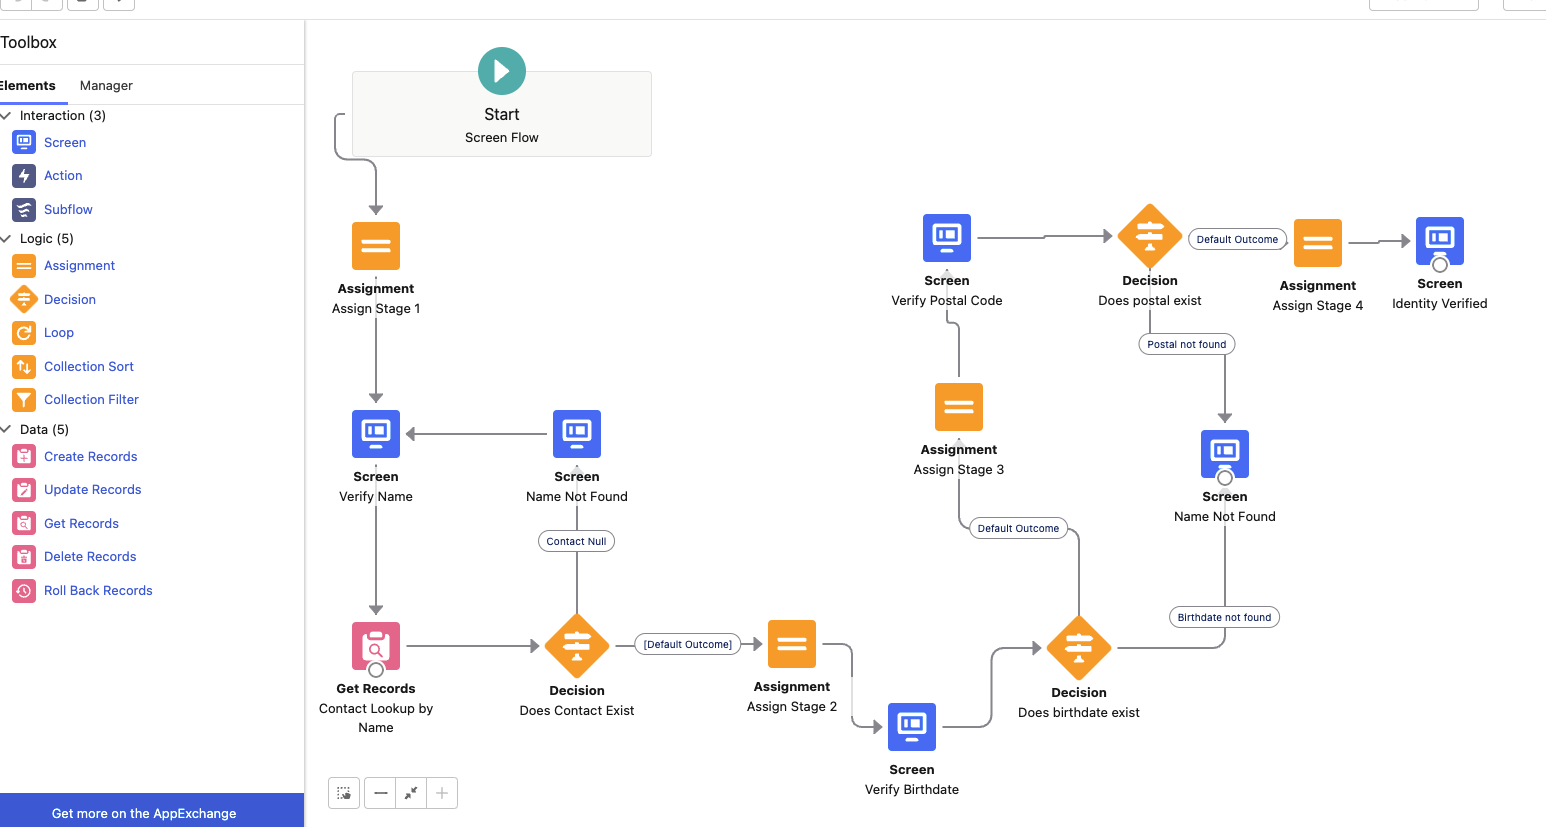 Toolbox
Elements
Manager
Interaction (3)
Screen
Action
Subflow
Logic (5)
Assignment
Decision
Loop
Collection Sort
Collection Filter
Data (5)
Create Records
Update Records
Get Records
Delete Records
Roll Back Records
Get more on the AppExchange
Start
Screen Flow
Assignment
Assign Stage 1
Screen
Verify Name
Screen
Name Not Found
Contact Null
Get Records
Contact Lookup by
Name
Decision
Does Contact Exist
[Default Outcome]
Assignment
Assign Stage 2
Screen
Verify Birthdate
Decision
Does birthdate exist
Default Outcome
Birthdate not found
Assignment
Assign Stage 3
Screen
Verify Postal Code
Decision
Does postal exist
Default Outcome
Postal not found
Assignment
Assign Stage 4
Screen
Identity Verified
Screen
Name Not Found